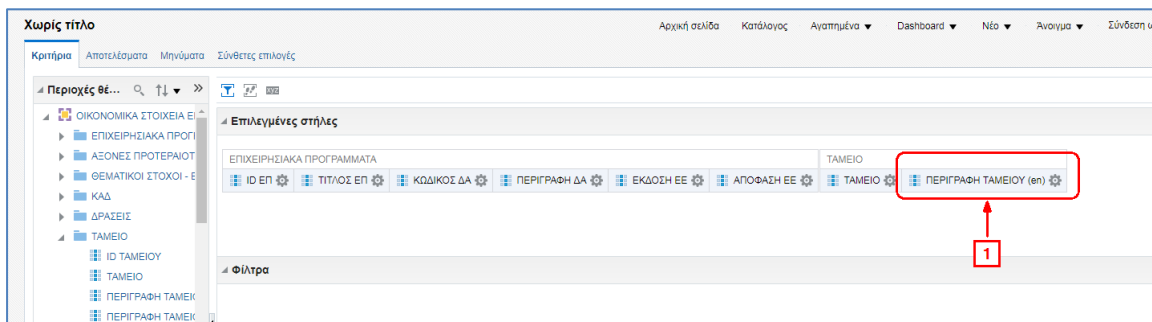 Χωρίς τίτλο
Αρχική σελίδα Κατάλογος Αγαπημένα Dashboard Νέο Άνοιγμα Σύνδεση ω
Κριτήρια Αποτελέσματα Μηνύματα Σύνθετες επιλογές
Περιοχές θέ...
ΟΙΚΟΝΟΜΙΚΑ ΣΤΟΙΧΕΙΑ ΕΙ
ΕΠΙΧΕΙΡΗΣΙΑΚΑ ΠΡΟΓΙ
ΑΞΟΝΕΣ ΠΡΟΤΕΡΑΙΟΤ
ΘΕΜΑΤΙΚΟΙ ΣΤΟΧΟΙ - Ε
ΚΑΔ
ΔΡΑΣΕΙΣ
ΤΑΜΕΙΟ
ID ΤΑΜΕΙΟΥ
ΤΑΜΕΙΟ
ΠΕΡΙΓΡΑΦΗ ΤΑΜΕΙΟ
ΠΕΡΙΓΡΑΦΗ ΤΑΜΕΙΟ
Επιλεγμένες στήλες
ΕΠΙΧΕΙΡΗΣΙΑΚΑ ΠΡΟΓΡΑΜΜΑΤΑ ΤΑΜΕΙΟ
ID ΕΠ ΤΙΤΛΟΣ ΕΠ ΚΩΔΙΚΟΣ ΔΑ ΠΕΡΙΓΡΑΦΗ ΔΑ ΕΚΔΟΣΗ ΕΕ ΑΠΟΦΑΣΗ ΕΕ ΤΑΜΕΙΟ ΠΕΡΙΓΡΑΦΗ ΤΑΜΕΙΟΥ (en)
1
Φίλτρα